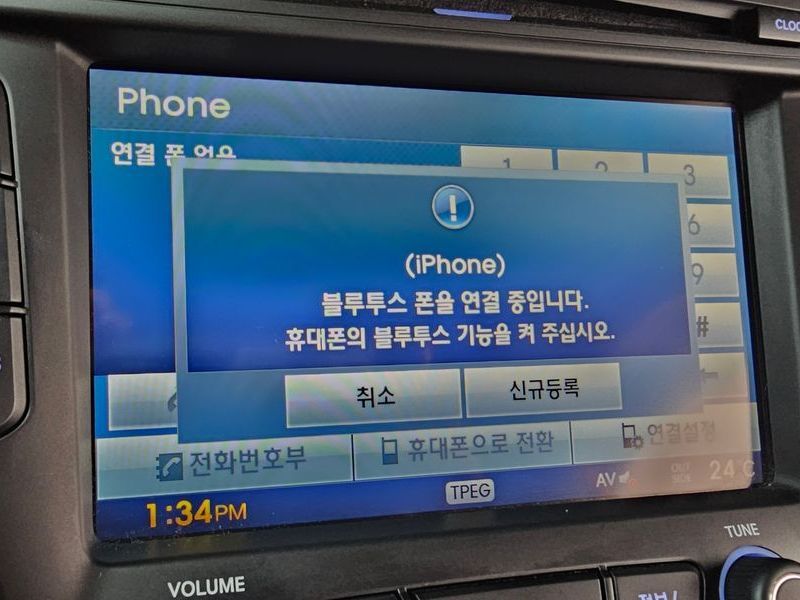 CLOC
Phone
연결 폰 없음
1 2 3
6
(iPhone)
9
블루투스 폰을 연결 중입니다.
#
휴대폰의 블루투스 기능을 켜 주십시오.
취소 신규등록
전화번호부 휴대폰으로 전환 연결설정
1:34PM TPEG AV OUT SIDE 24°C
VOLUME TUNE